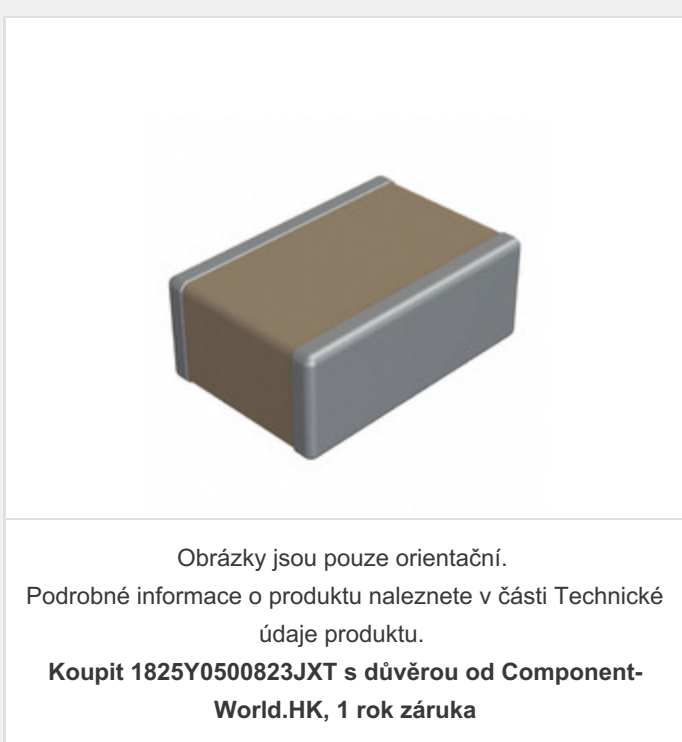 Obrázky jsou pouze orientační.
Podrobné informace o produktu naleznete v části Technické
údaje produktu.
Koupit 1825Y0500823JXT s důvěrou od Component-
World.HK, 1 rok záruka